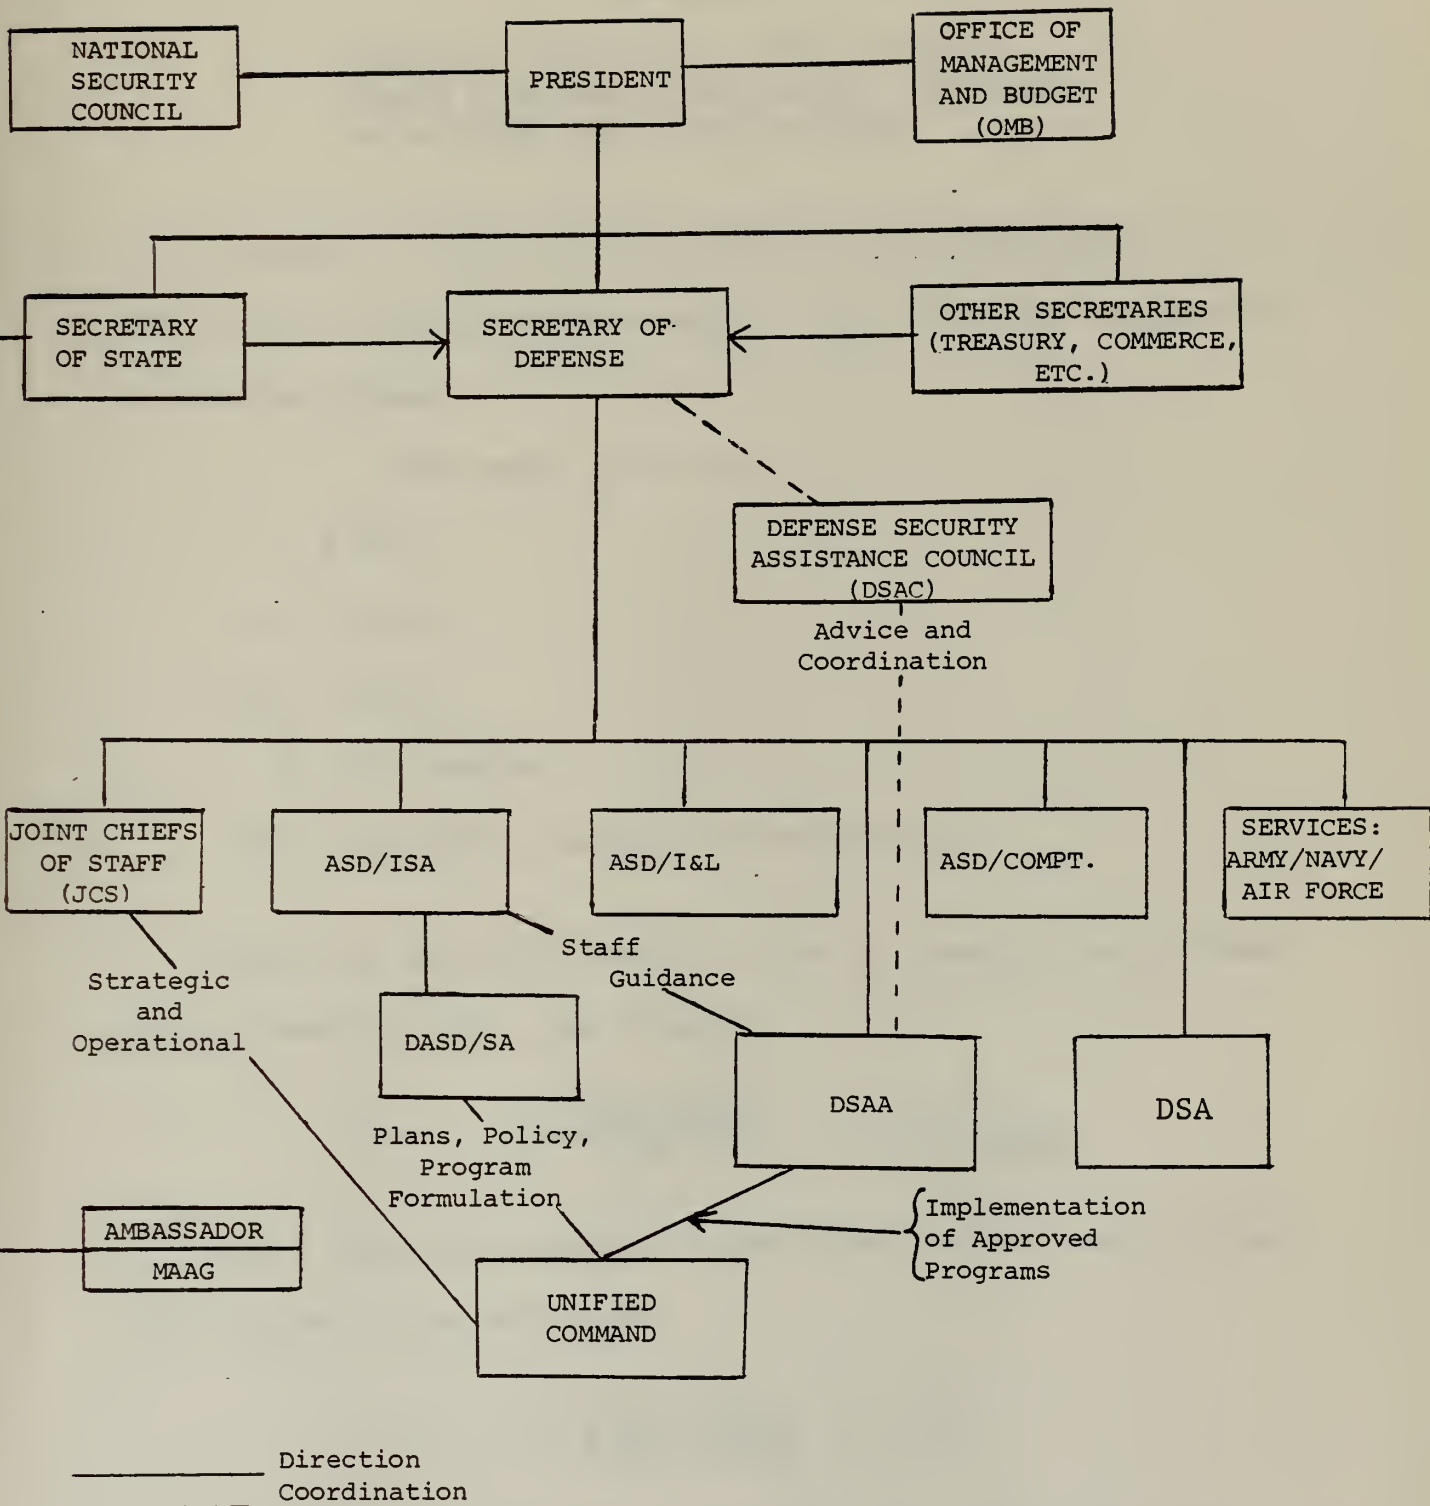 NATIONAL
SECURITY
COUNCIL
PRESIDENT
OFFICE OF
MANAGEMENT
AND BUDGET
(OMB)
SECRETARY
OF STATE
SECRETARY OF
DEFENSE
OTHER SECRETARIES
(TREASURY, COMMERCE,
ETC.)
DEFENSE SECURITY
ASSISTANCE COUNCIL
(DSAC)
Advice and
Coordination
JOINT CHIEFS
OF STAFF
(JCS)
ASD/ISA
ASD/I&L
ASD/COMPT.
SERVICES:
ARMY/NAVY/
AIR FORCE
Staff
Guidance
Strategic
and
Operational
DASD/SA
DSAA
DSA
Plans, Policy,
Program
Formulation
Implementation
of Approved
Programs
AMBASSADOR
MAAG
UNIFIED
COMMAND
Direction
Coordination